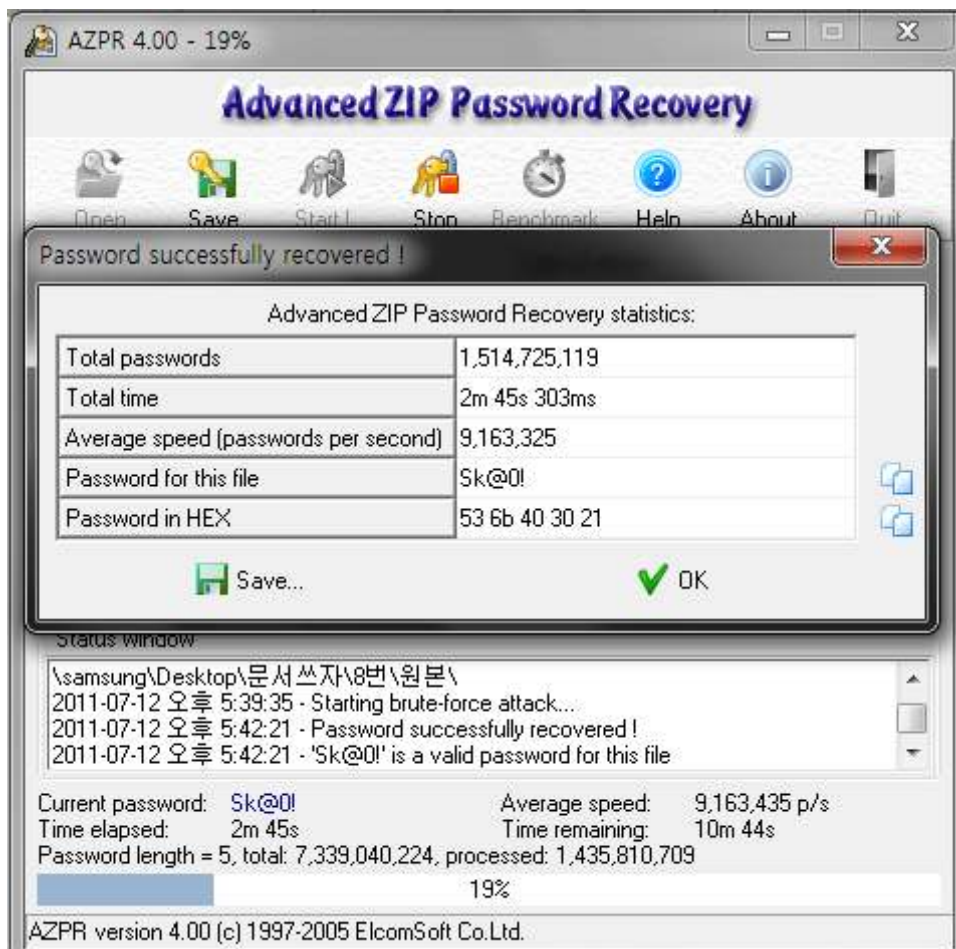 AZPR 4.00 - 19%
Advanced ZIP Password Recovery
Open Save Start ! Stop Benchmark Help About Quit
Password successfully recovered !
Advanced ZIP Password Recovery statistics:
Total passwords 1,514,725,119
Total time 2m 45s 303ms
Average speed (passwords per second) 9,163,325
Password for this file Sk@0!
Password in HEX 53 6b 40 30 21
Save... OK
Status window
\samsung\Desktop\문서쓰자\8번\원본\
2011-07-12 오후 5:39:35 - Starting brute-force attack...
2011-07-12 오후 5:42:21 - Password successfully recovered !
2011-07-12 오후 5:42:21 - 'Sk@0!' is a valid password for this file
Current password: Sk@0! Average speed: 9,163,435 p/s
Time elapsed: 2m 45s Time remaining: 10m 44s
Password length = 5, total: 7,339,040,224, processed: 1,435,810,709
19%
AZPR version 4.00 (c) 1997-2005 ElcomSoft Co.Ltd.